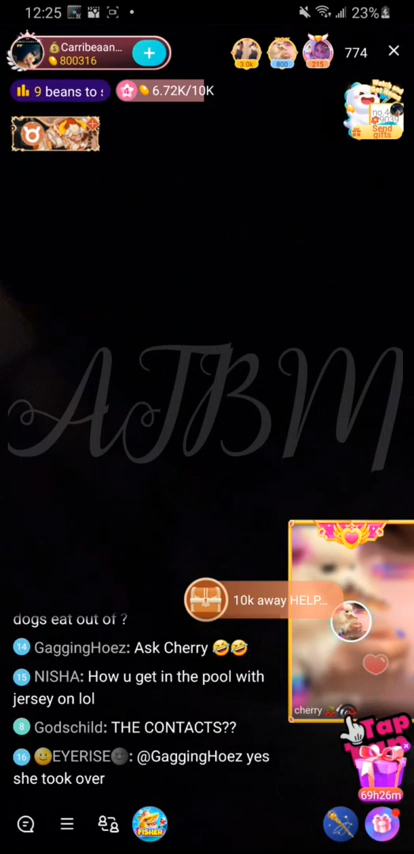 12:25
23%
💰Carribeaan...
800316
3.0k
800
215
774
9 beans to
6.72K/10K
Send
gifts
AJBM
10k away HELP...
dogs eat out of ?
14 GaggingHoez: Ask Cherry 🤣🤣
15 NISHA: How u get in the pool with
jersey on lol
8 Godschild: THE CONTACTS??
16 🌝EYERISE🌚: @GaggingHoez yes
she took over
cherry 🍒
Tap
69h26m
FISHER